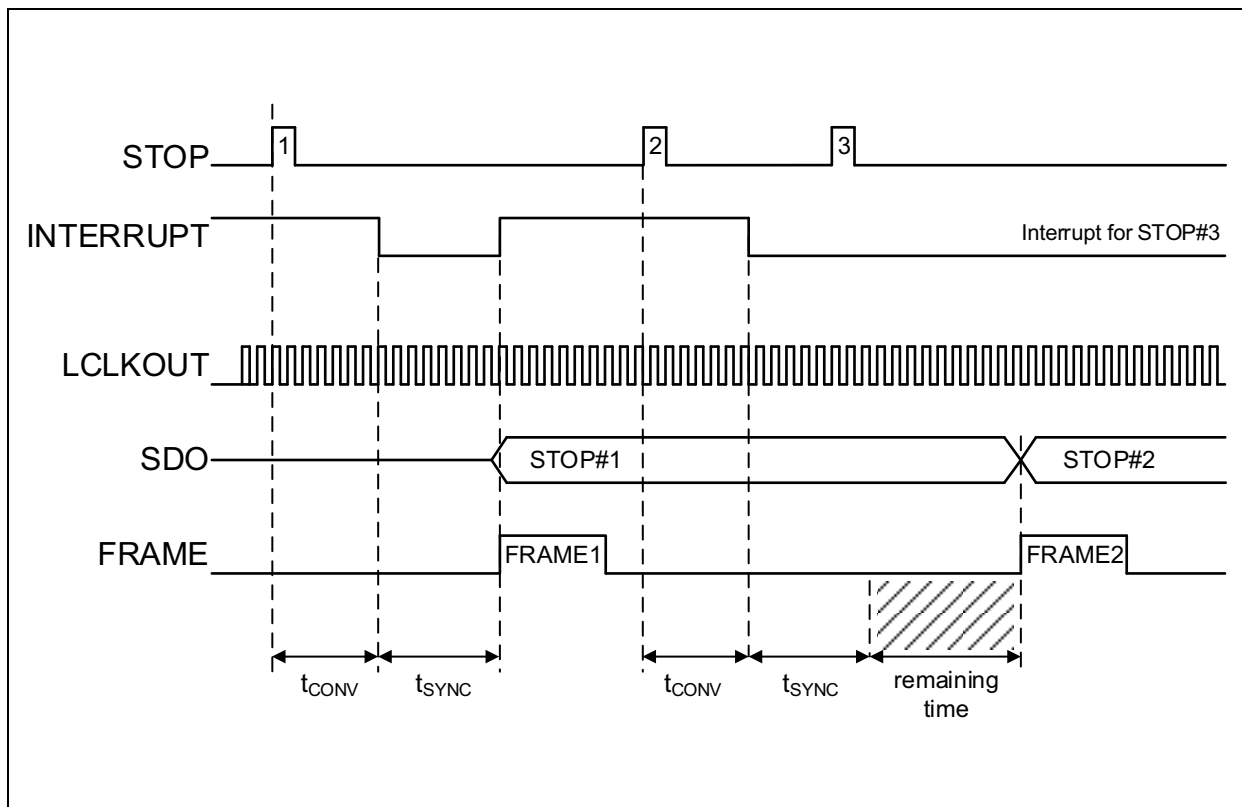 STOP 1 2 3
INTERRUPT Interrupt for STOP#3
LCLKOUT
SDO STOP#1 STOP#2
FRAME FRAME1 FRAME2
tCONV tSYNC tCONV tSYNC remaining
time